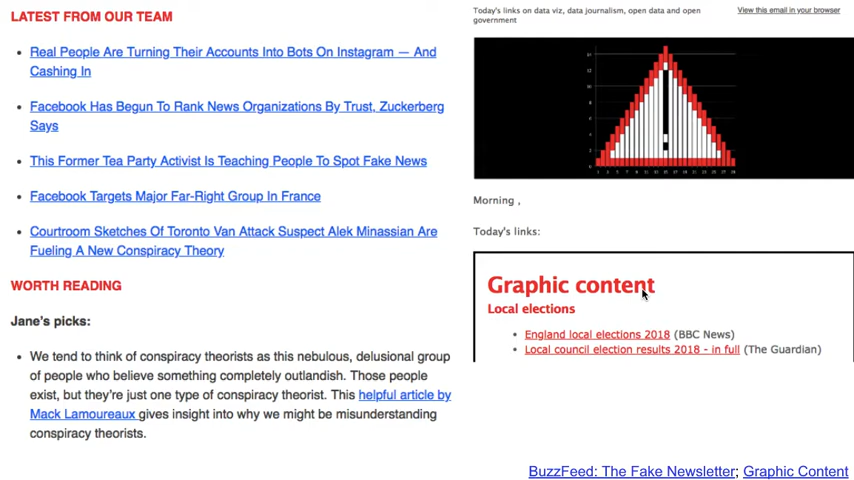 LATEST FROM OUR TEAM
Real People Are Turning Their Accounts Into Bots On Instagram — And
Cashing In
Facebook Has Begun To Rank News Organizations By Trust, Zuckerberg
Says
This Former Tea Party Activist Is Teaching People To Spot Fake News
Facebook Targets Major Far-Right Group In France
Courtroom Sketches Of Toronto Van Attack Suspect Alek Minassian Are
Fueling A New Conspiracy Theory
WORTH READING
Jane's picks:
We tend to think of conspiracy theorists as this nebulous, delusional group
of people who believe something completely outlandish. Those people
exist, but they're just one type of conspiracy theorist. This helpful article by
Mack Lamoureaux gives insight into why we might be misunderstanding
conspiracy theorists.
Today's links on data viz, data journalism, open data and open
government
View this email in your browser
Morning ,
Today's links:
Graphic content
Local elections
England local elections 2018 (BBC News)
Local council election results 2018 - in full (The Guardian)
BuzzFeed: The Fake Newsletter; Graphic Content